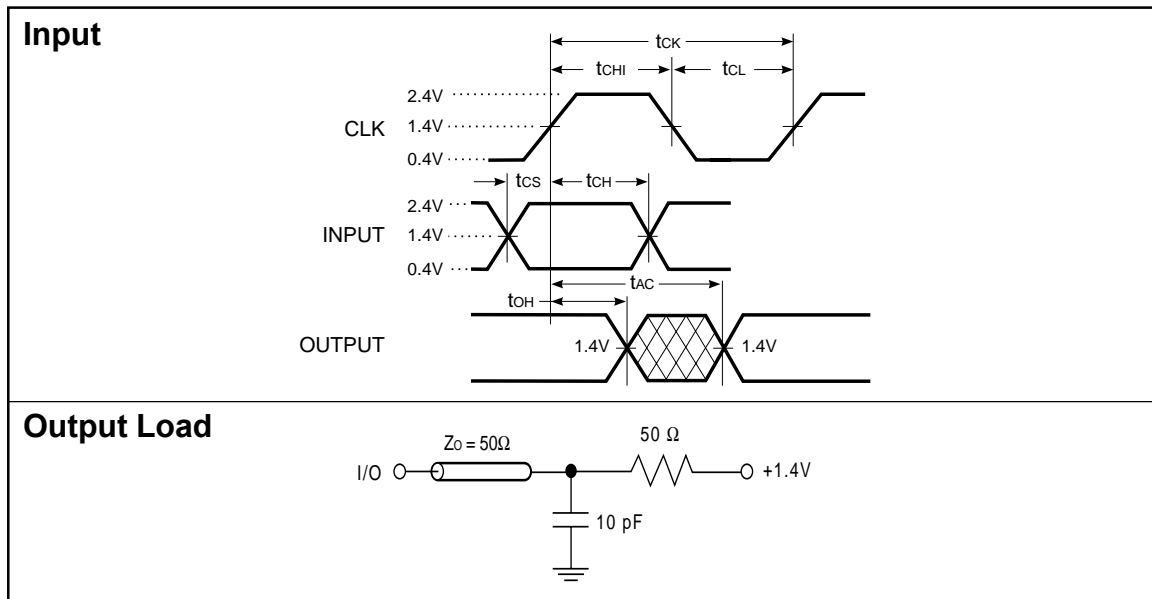 Input
tCK
tCHI tCL
2.4V
CLK 1.4V
0.4V
tCS tCH
2.4V
INPUT 1.4V
0.4V
tAC
tOH
OUTPUT 1.4V 1.4V
Output Load
ZO = 50Ω 50 Ω
I/O +1.4V
10 pF